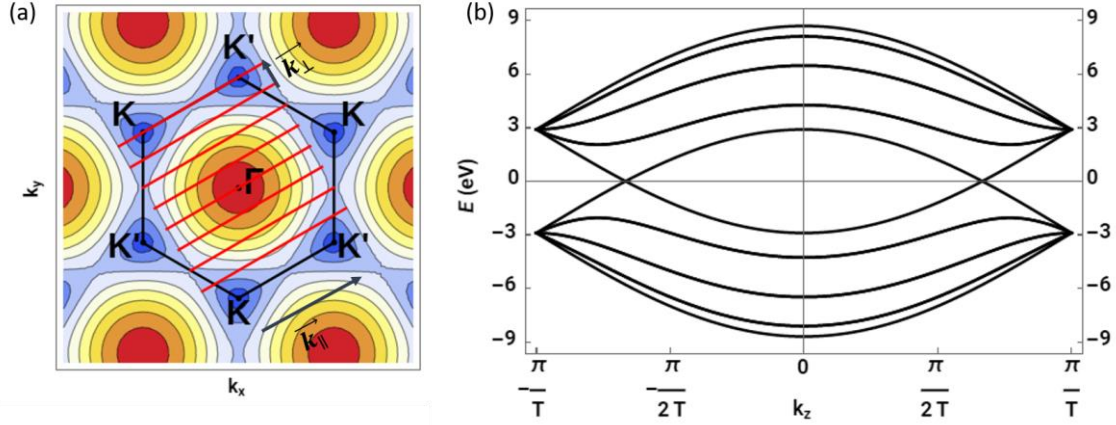 (a)
K'
k⊥
K
K
Γ
K'
K'
K
k∥
k_y
k_x
(b)
9
6
3
0
−3
−6
−9
E (eV)
9
6
3
0
−3
−6
−9
−π/T
−π/2T
0
π/2T
π/T
k_z